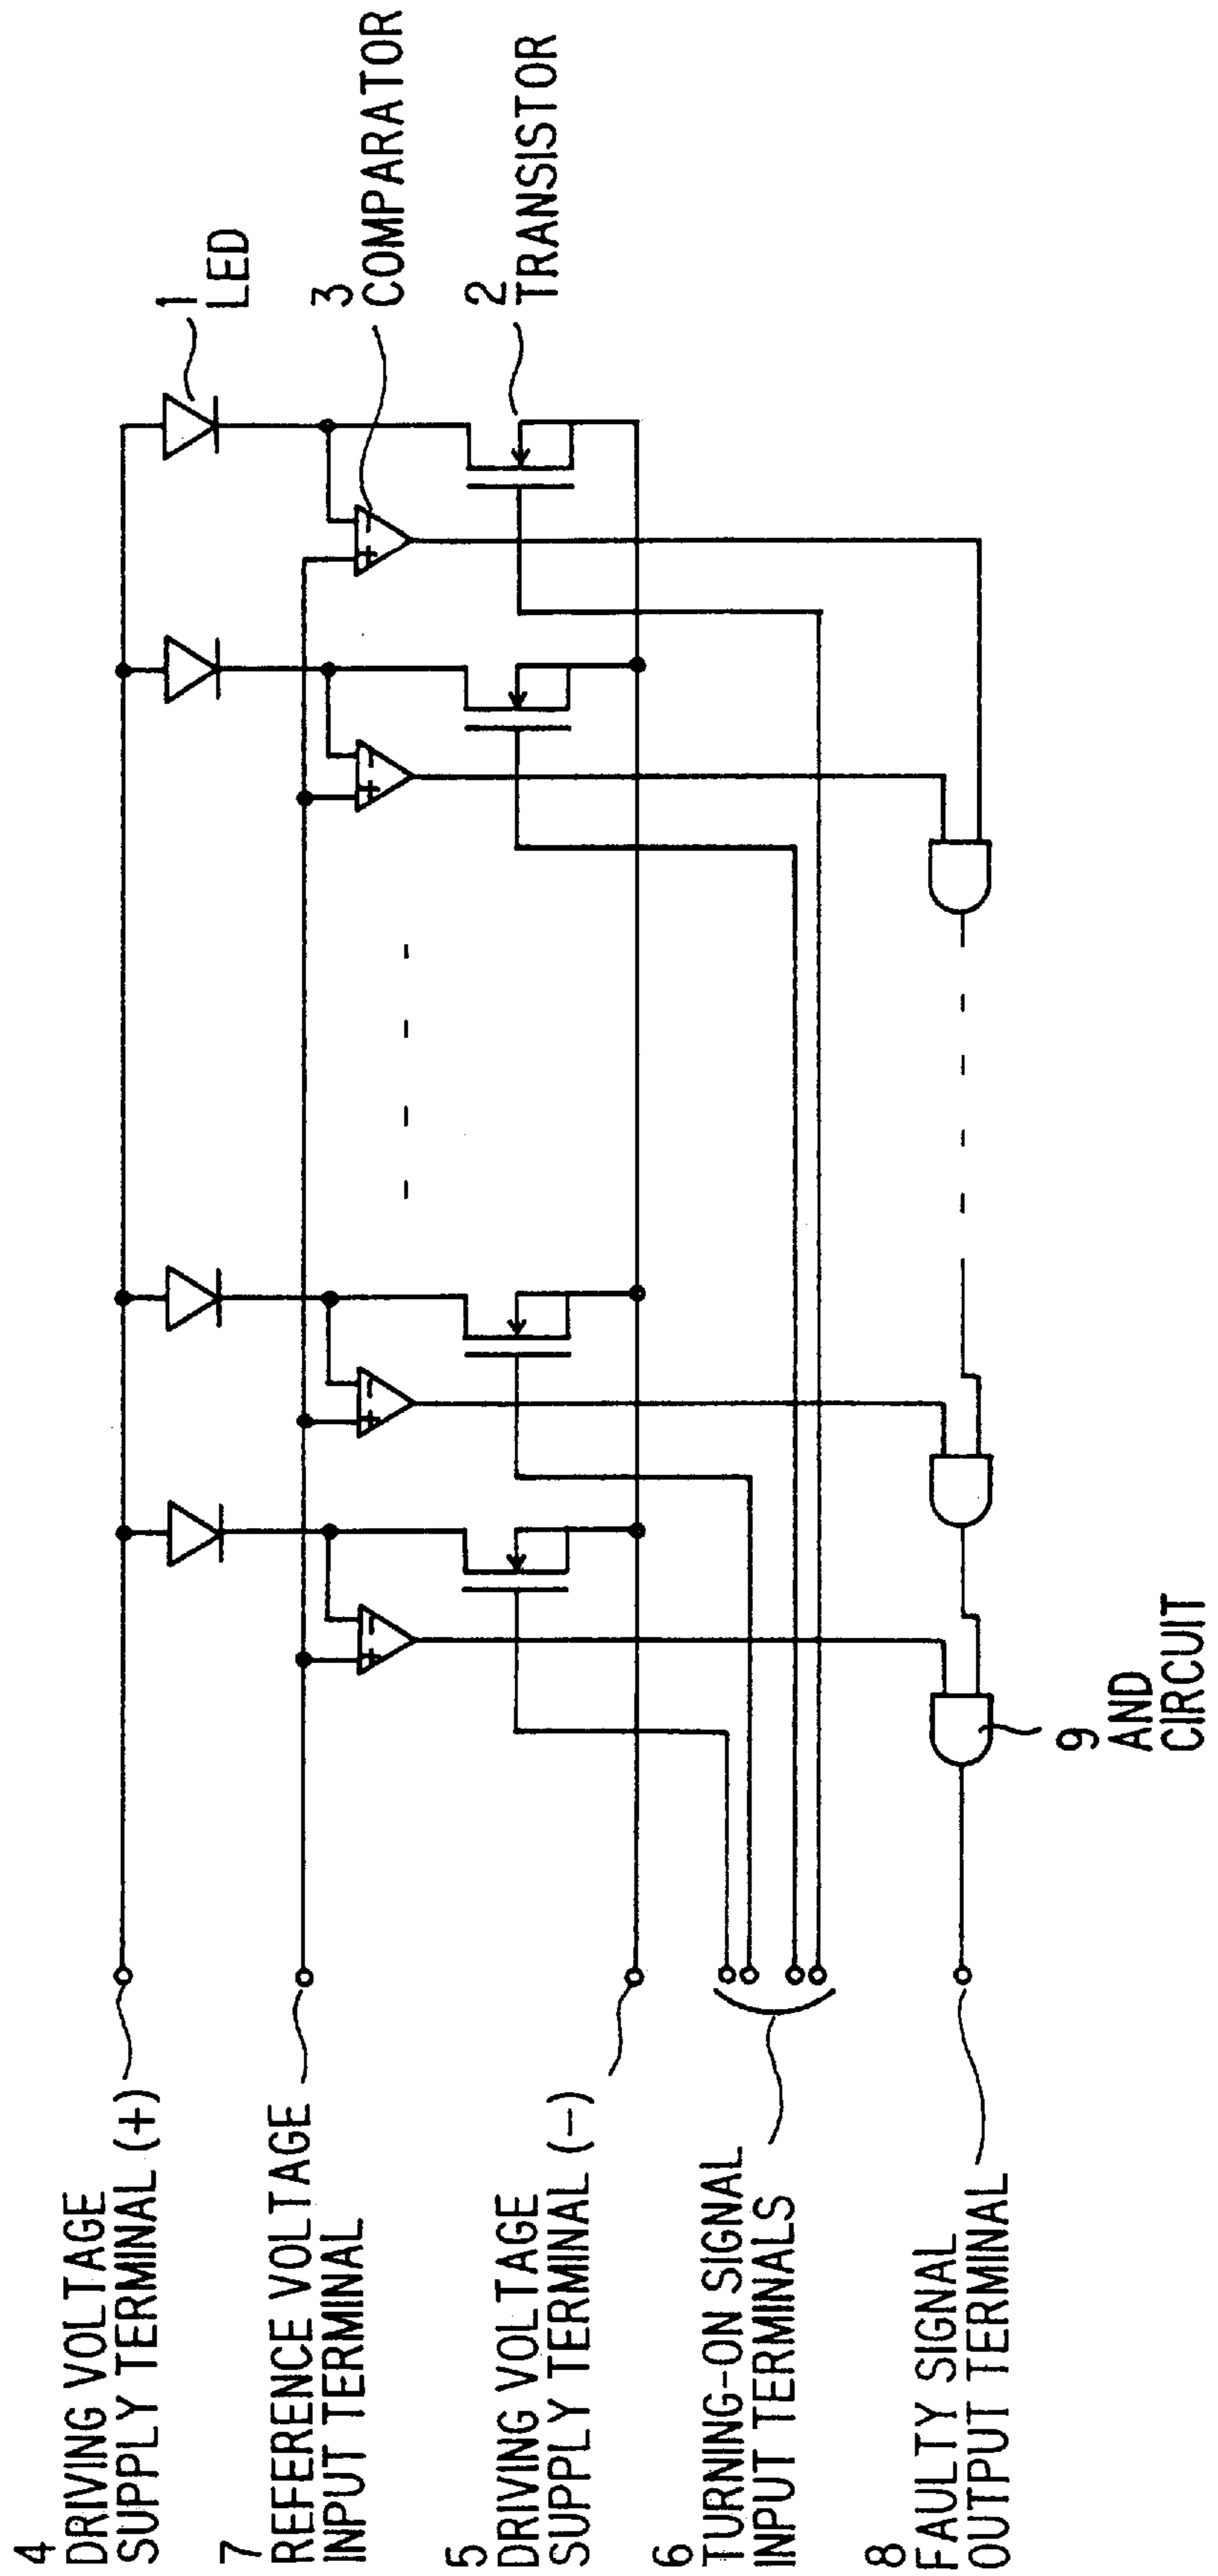 4
DRIVING VOLTAGE
SUPPLY TERMINAL (+)
7
REFERENCE VOLTAGE
INPUT TERMINAL
5
DRIVING VOLTAGE
SUPPLY TERMINAL (-)
6
TURNING-ON SIGNAL
INPUT TERMINALS
8
FAULTY SIGNAL
OUTPUT TERMINAL
9
AND
CIRCUIT
1
LED
3
COMPARATOR
2
TRANSISTOR
+ -
+ -
+ -
+ -